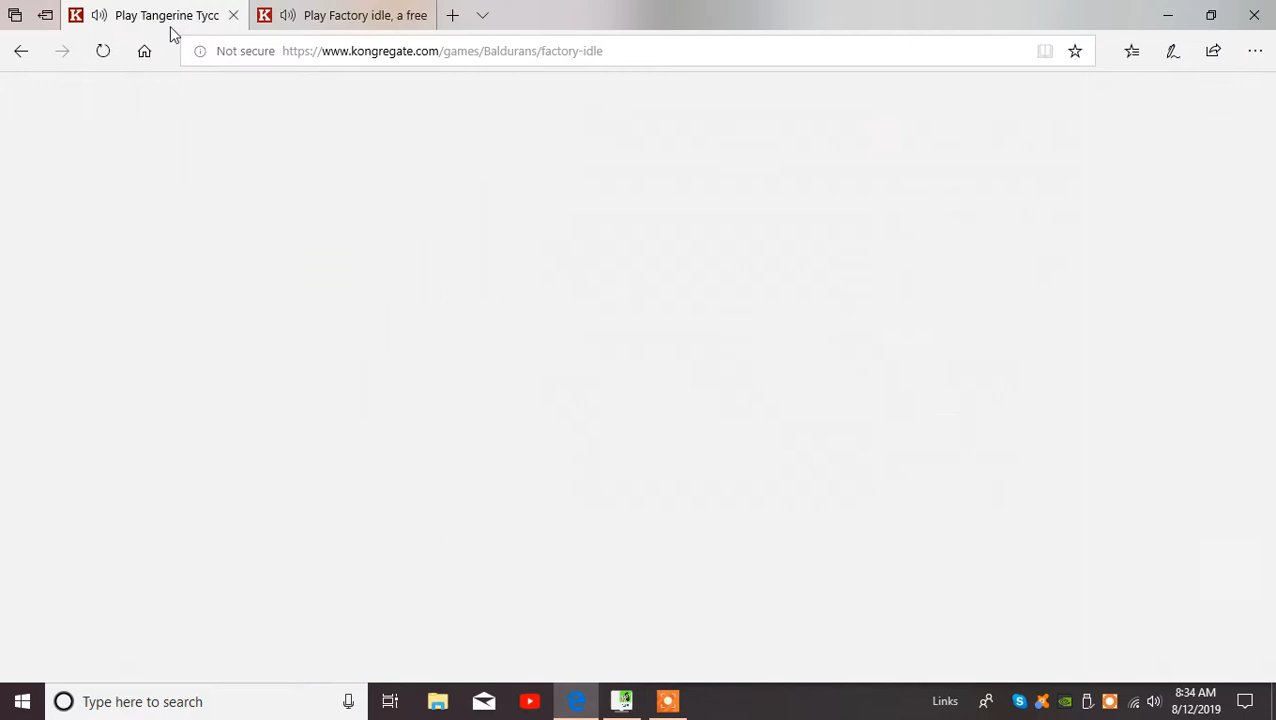 Play Tangerine Tycc
Play Factory idle, a free
Not secure
https://www.kongregate.com/games/Baldurans/factory-idle
Type here to search
Links
8:34 AM
8/12/2019